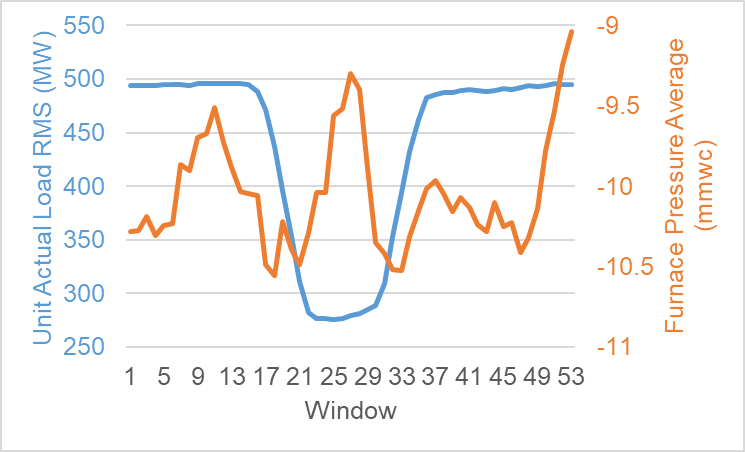 Unit Actual Load RMS (MW)
550
500
450
400
350
300
250
-9
-9.5
-10
-10.5
-11
Furnace Pressure Average
(mmwc)
1 5 9 13 17 21 25 29 33 37 41 45 49 53
Window